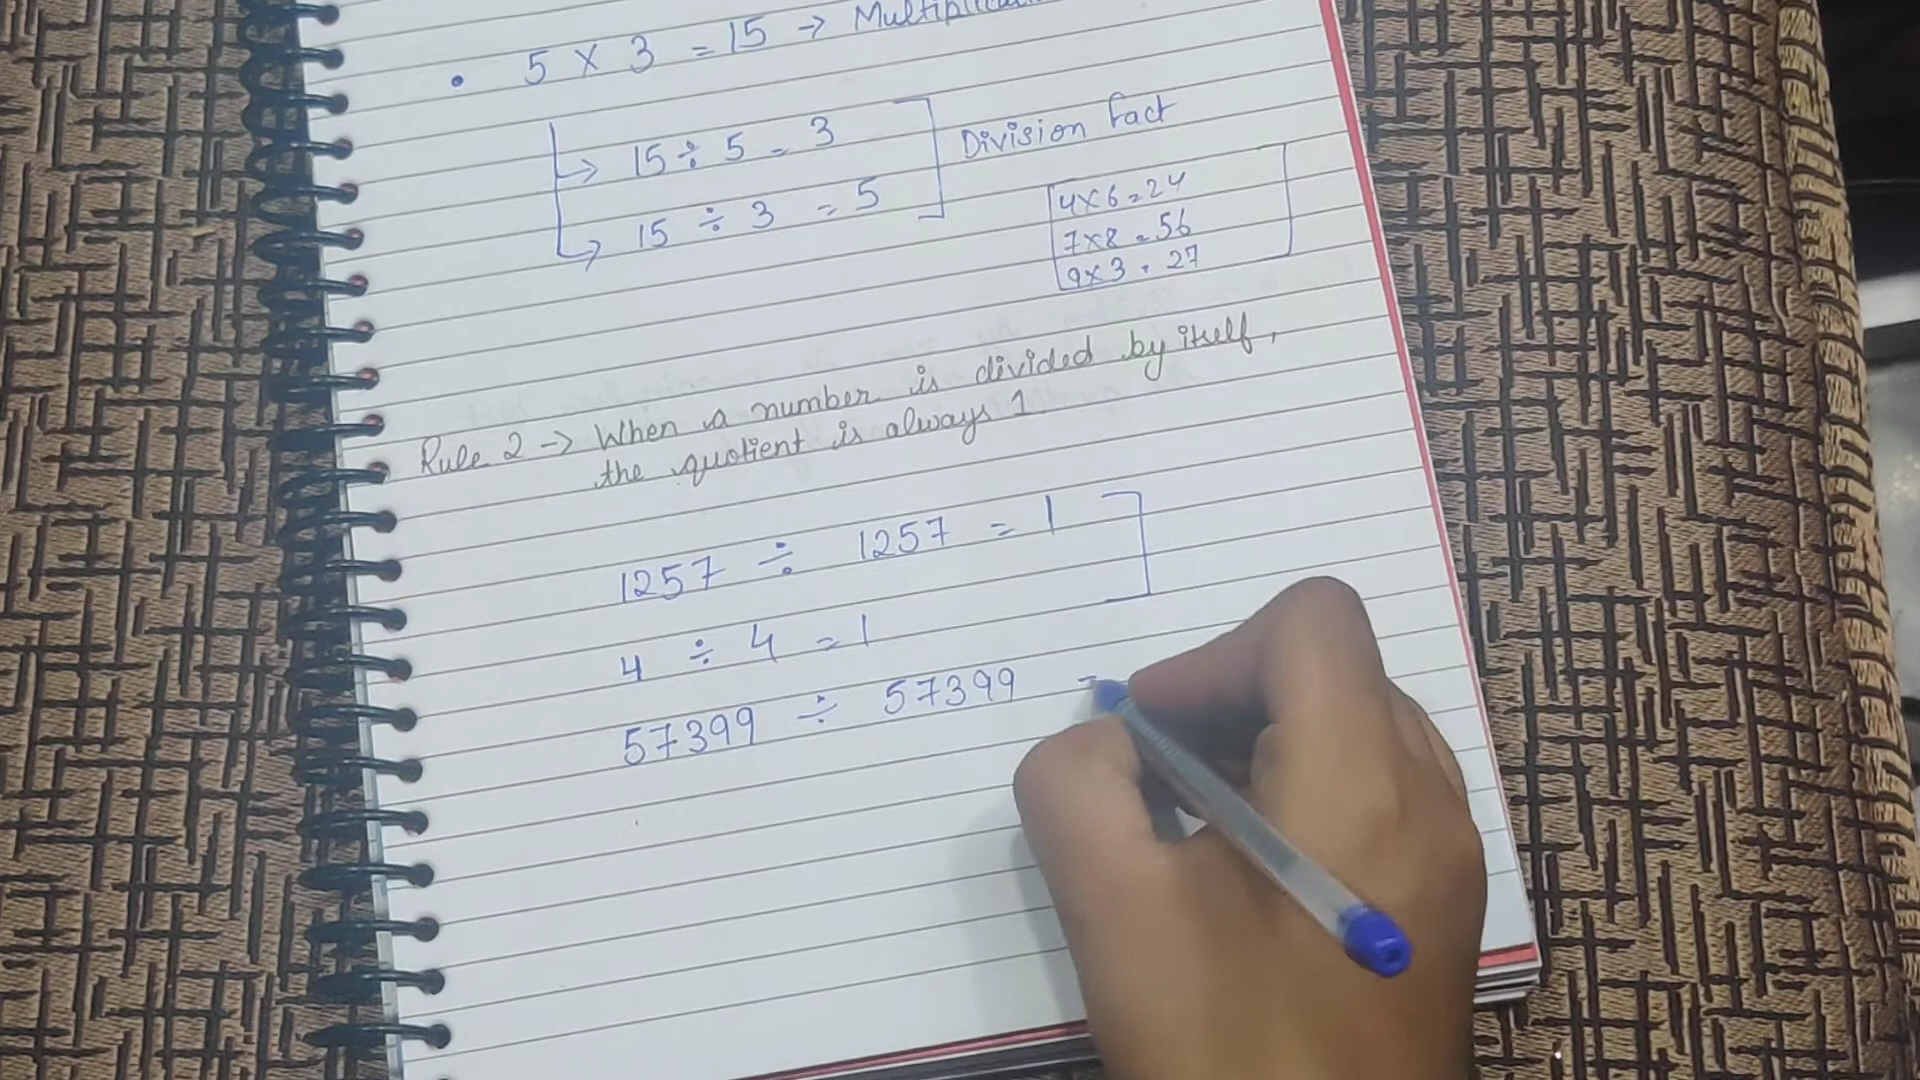 • 5 × 3 = 15 →
15 ÷ 5 = 3
15 ÷ 3 = 5
Division fact
4×6=24
7×8=56
9×3=27
Rule 2 → When a number is divided by itself,
the quotient is always 1
1257 ÷ 1257 = 1
4 ÷ 4 = 1
57399 ÷ 57399 =